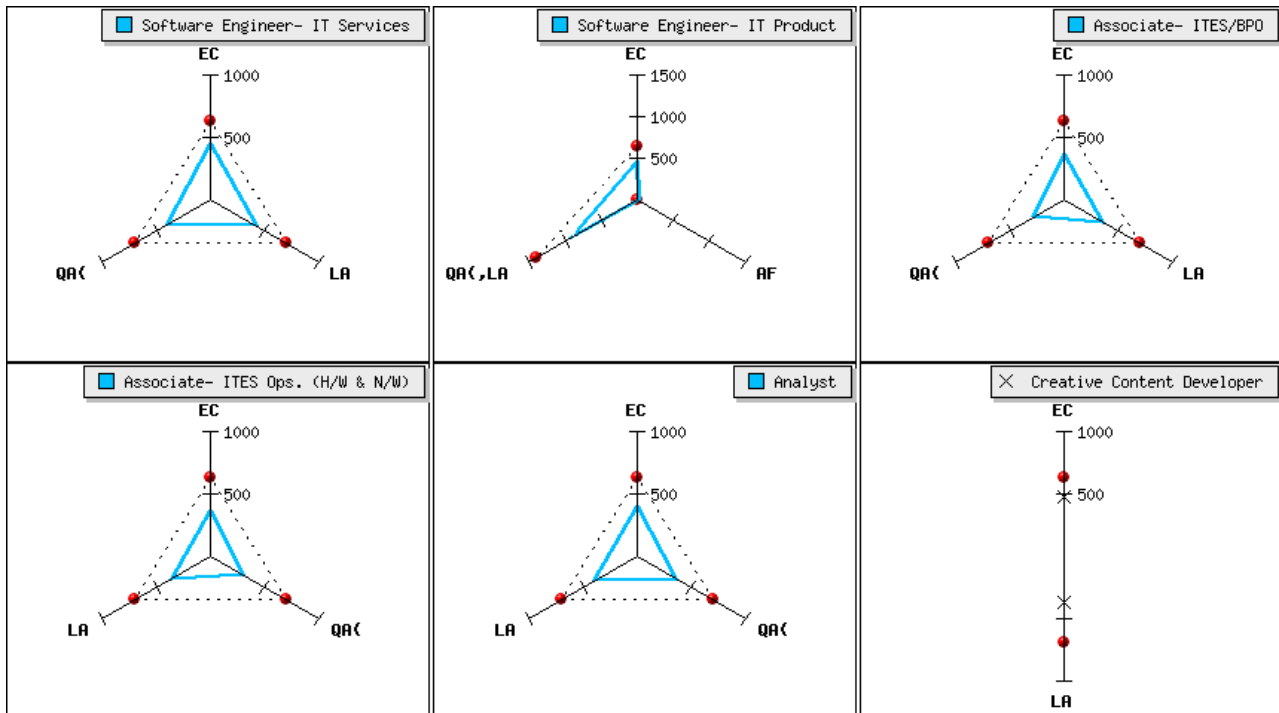 Software Engineer- IT Services
EC
1000
500
QA(
LA
Software Engineer- IT Product
EC
1500
1000
500
QA(,LA
AF
Associate- ITES/BPO
EC
1000
500
QA(
LA
Associate- ITES Ops. (H/W & N/W)
EC
1000
500
LA
QA(
Analyst
EC
1000
500
LA
QA(
Creative Content Developer
EC
1000
500
LA